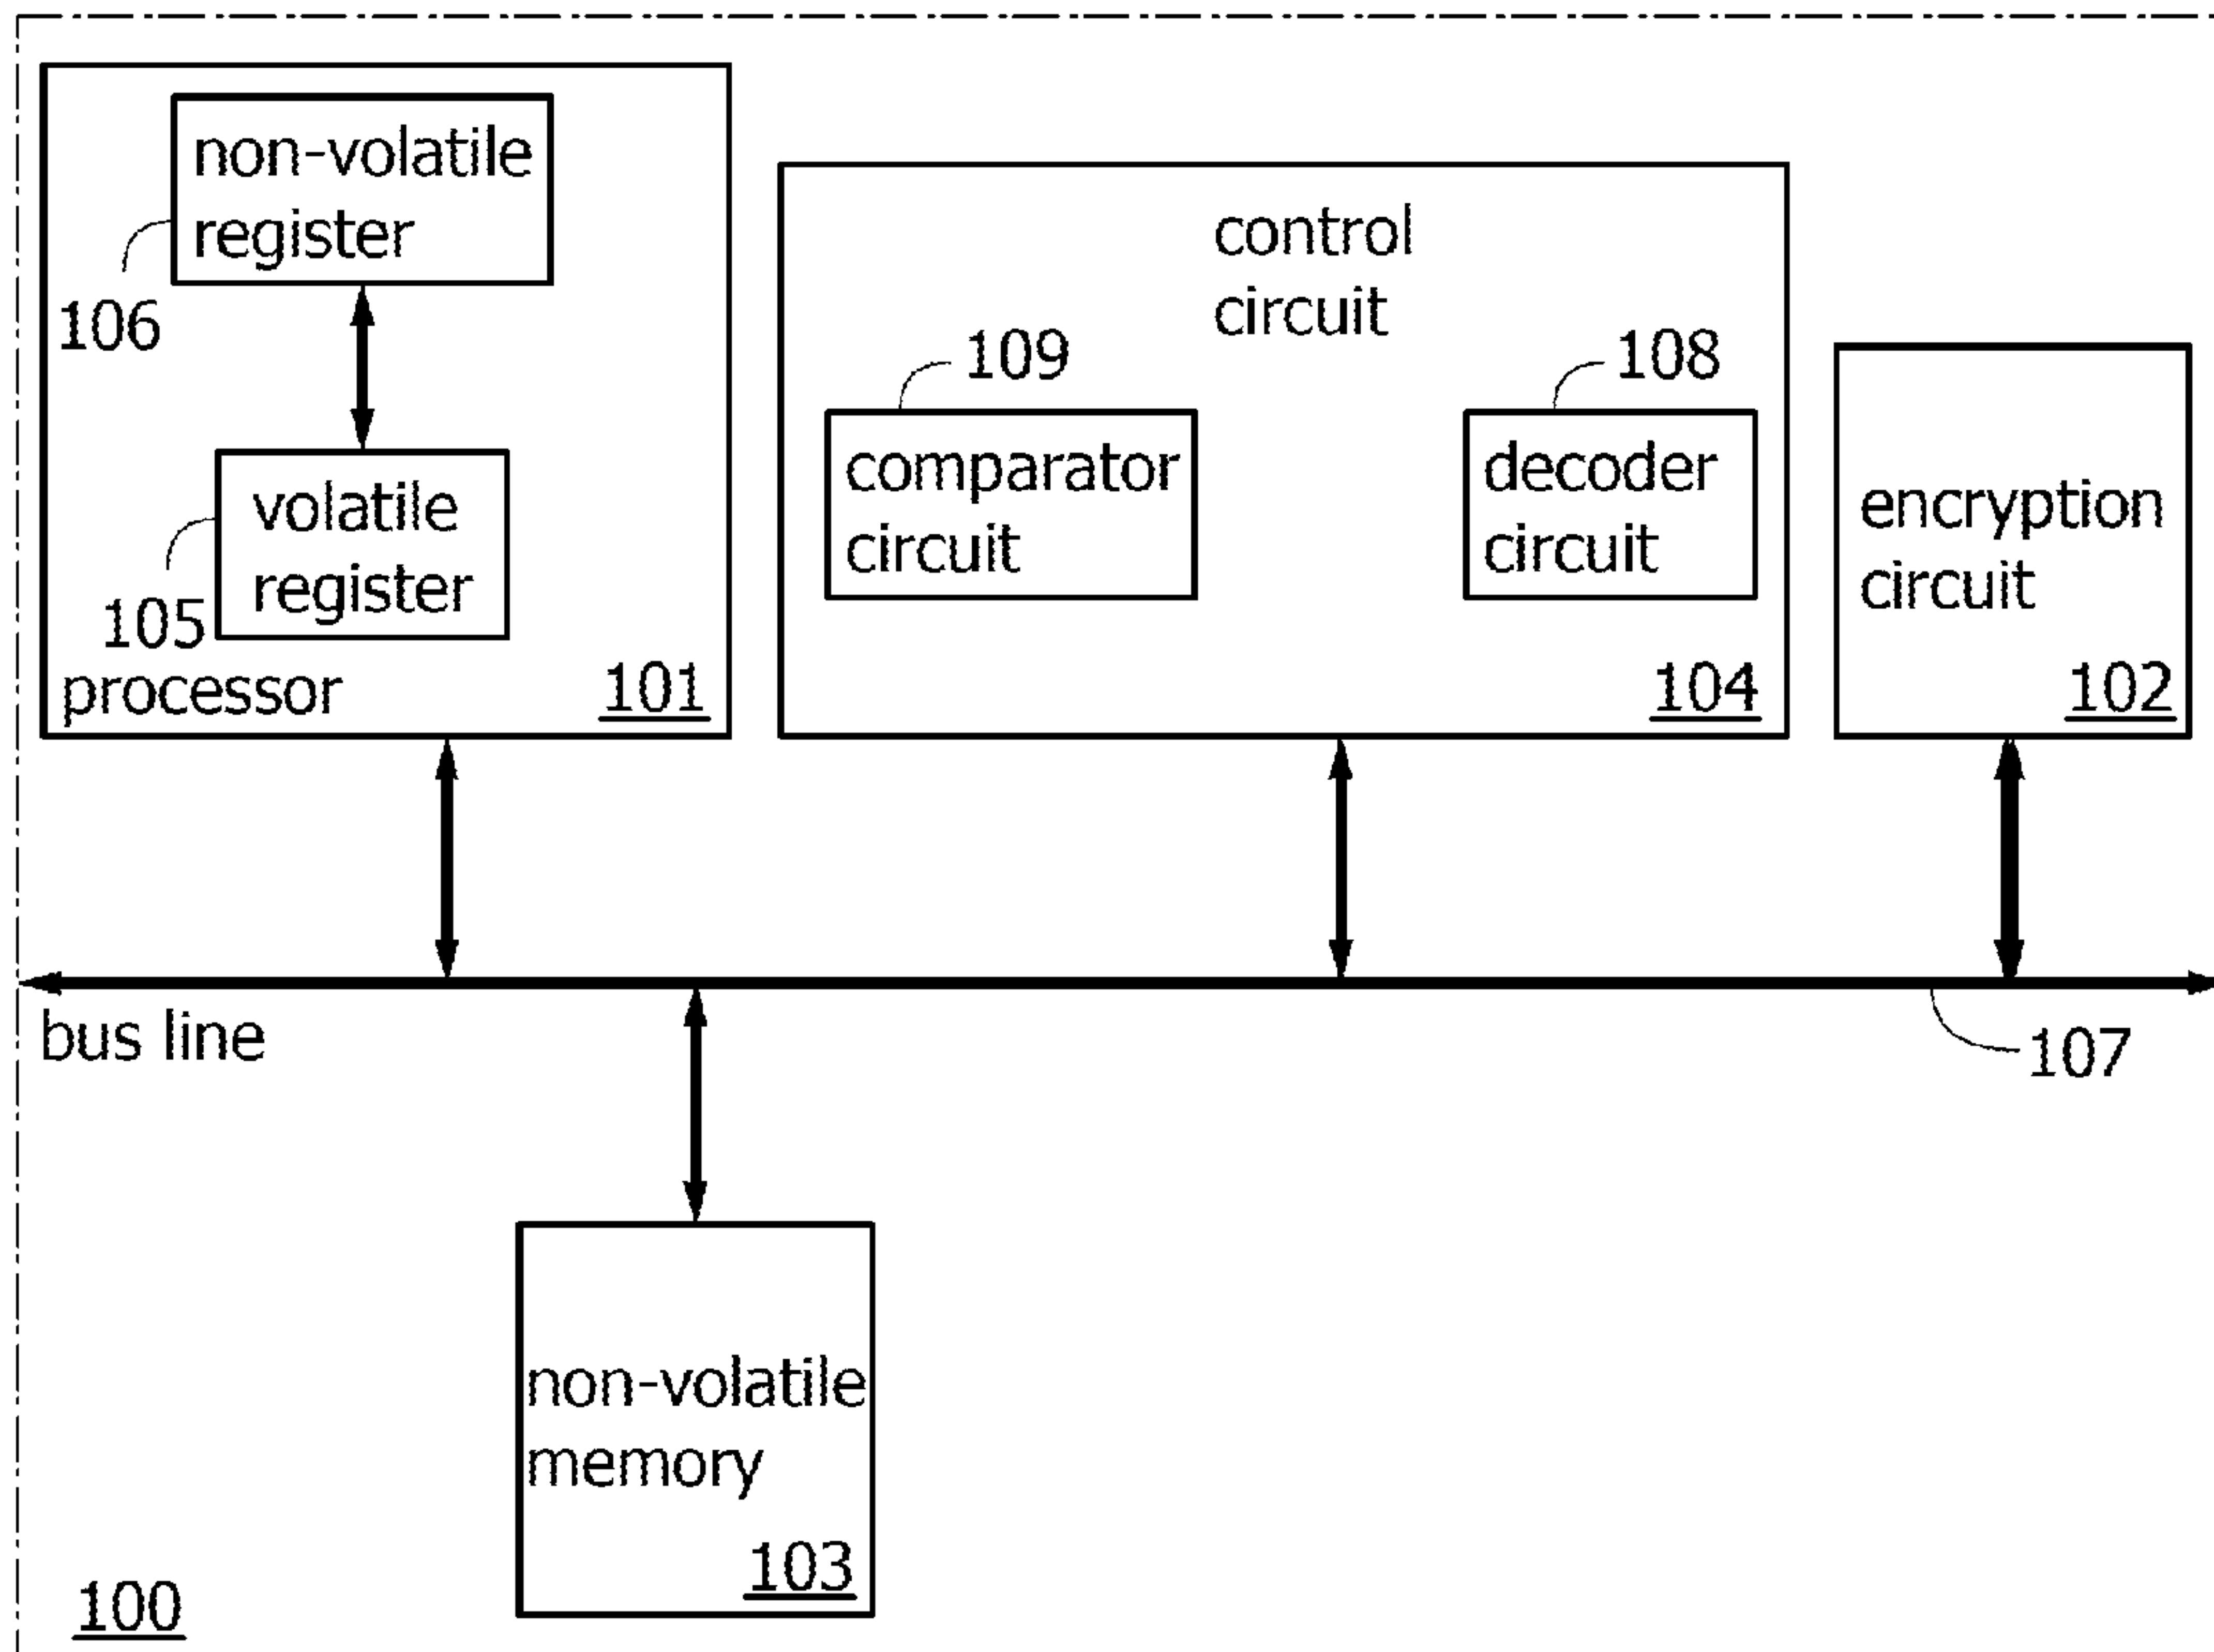 non-volatile
register
106
volatile
register
105
processor
101
control
circuit
109
108
comparator
circuit
decoder
circuit
104
encryption
circuit
102
bus line
107
non-volatile
memory
103
100